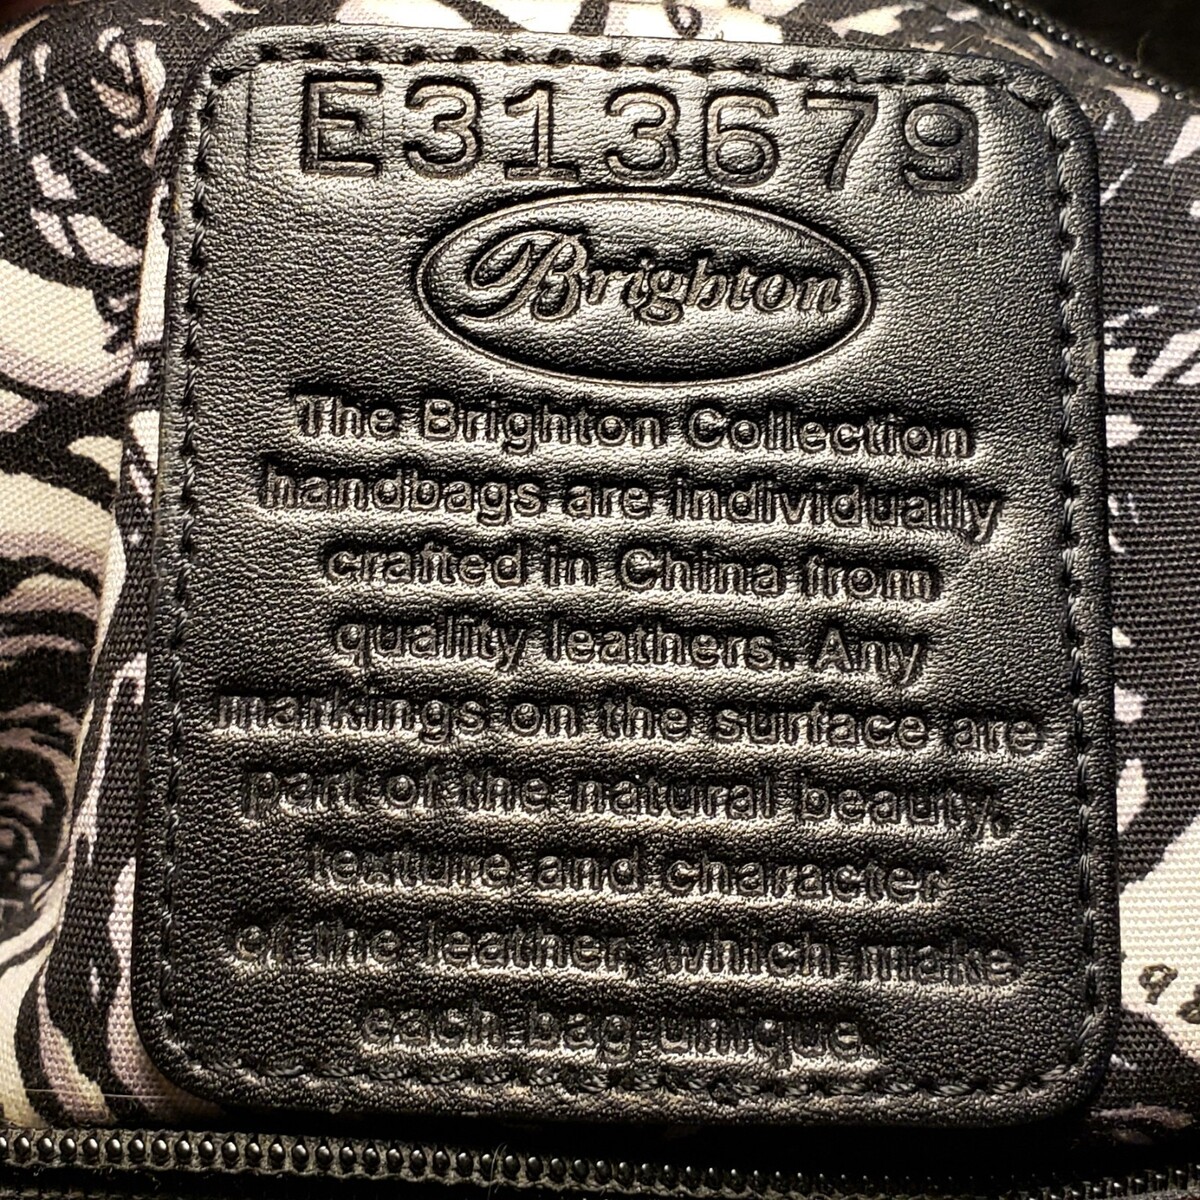 E313679
Brighton
The Brighton Collection
handbags are individually
crafted in China from
quality leathers. Any
markings on the surface are
part of the natural beauty,
texture and character
of the leather, which make
each bag unique.